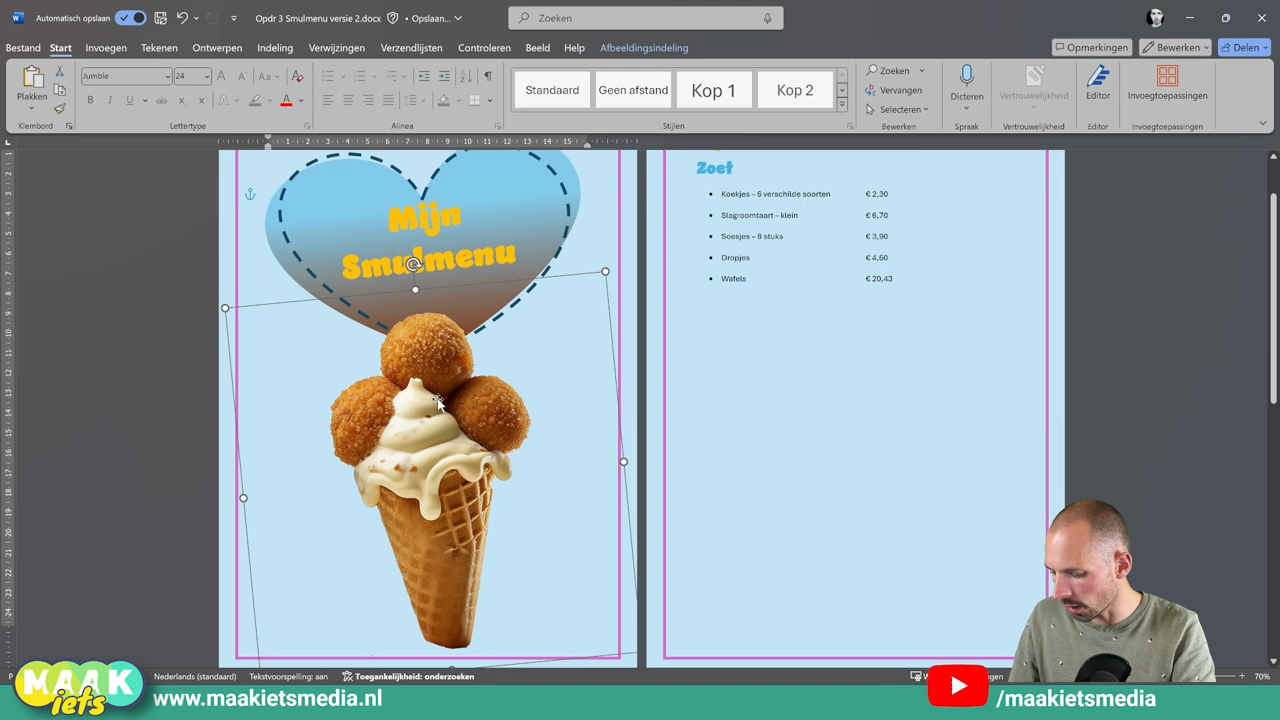 Automatisch opslaan
Opdr 3 Smulmenu versie 2.docx
Opslaan...
Zoeken
Bestand Start Invoegen Tekenen Ontwerpen Indeling Verwijzingen Verzendlijsten Controleren Beeld Help Afbeeldingsindeling
Opmerkingen Bewerken Delen
Plakken
Jumble 24
Standaard Geen afstand Kop 1 Kop 2
Zoeken
Vervangen
Selecteren
Dicteren
Vertrouwelijkheid
Editor
Invoegtoepassingen
Klembord Lettertype Alinea Stijlen Bewerken Spraak Vertrouwelijkheid Editor Invoegtoepassingen
Mijn
Smulmenu
Zoet
• Koekjes – 6 verschilde soorten € 2,30
• Slagroomtaart – klein € 6,70
• Soesjes – 8 stuks € 3,90
• Dropjes € 4,60
• Wafels € 20,43
Nederlands (standaard) Tekstvoorspelling: aan Toegankelijkheid: onderzoeken
70%
MAAK
iets
www.maakietsmedia.nl
/maakietsmedia